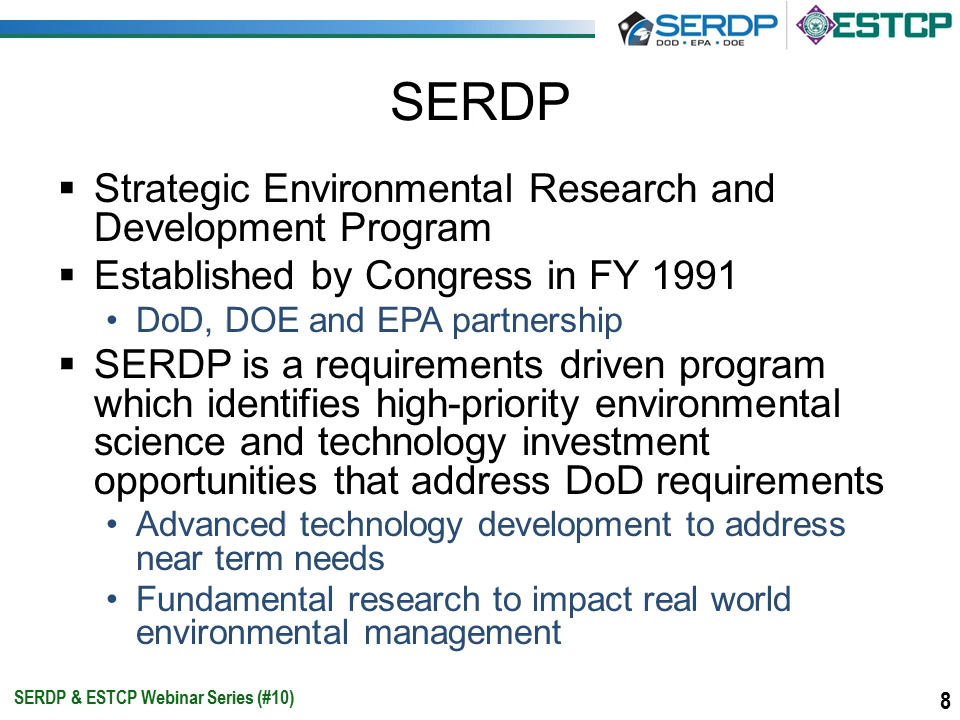 SERDP
DOD • EPA • DOE
ESTCP
SERDP
▪ Strategic Environmental Research and
Development Program
▪ Established by Congress in FY 1991
• DoD, DOE and EPA partnership
▪ SERDP is a requirements driven program
which identifies high-priority environmental
science and technology investment
opportunities that address DoD requirements
• Advanced technology development to address
near term needs
• Fundamental research to impact real world
environmental management
SERDP & ESTCP Webinar Series (#10)
8